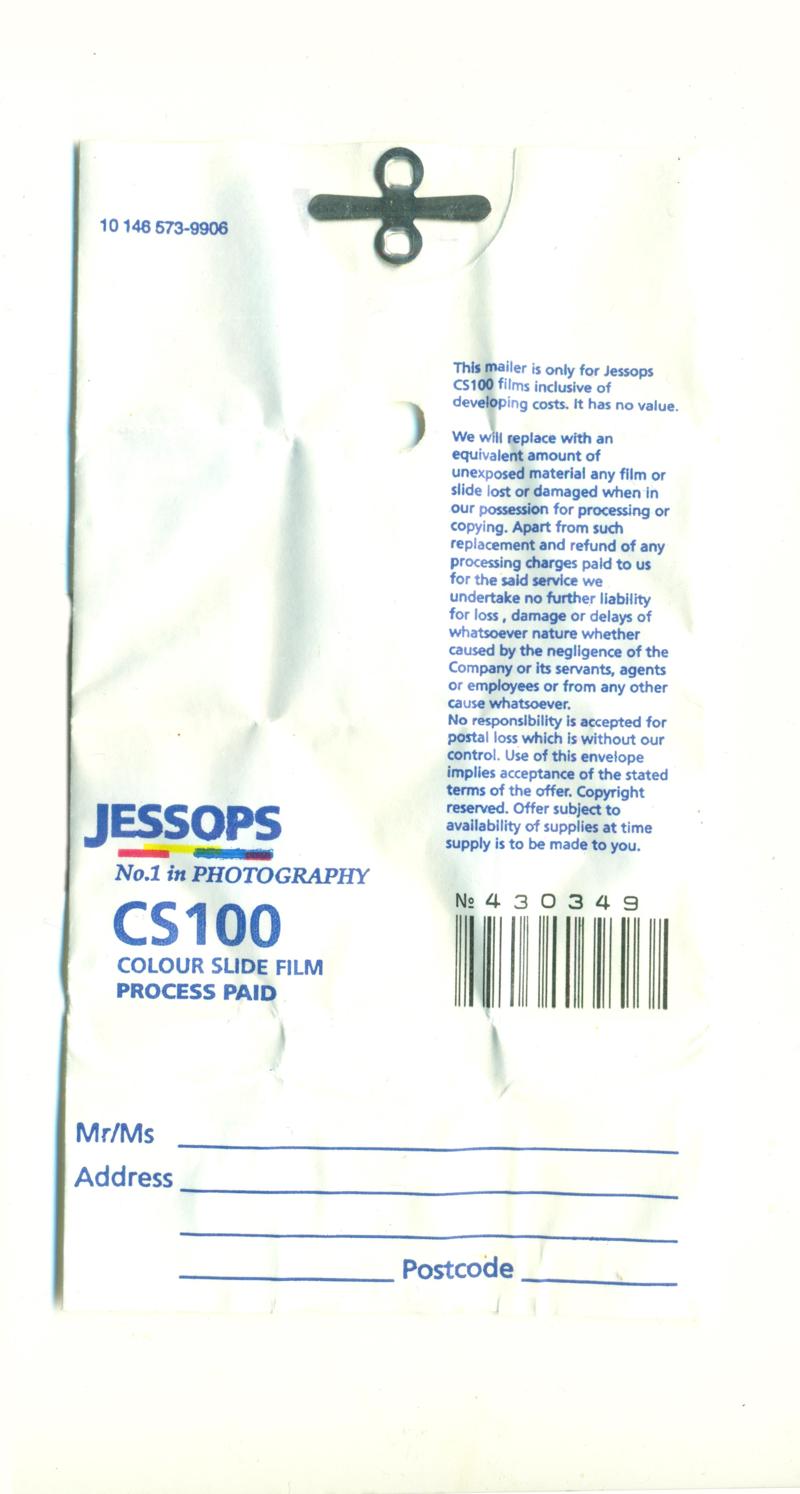 10 146 573-9906
This mailer is only for Jessops
CS100 films inclusive of
developing costs. It has no value.
We will replace with an
equivalent amount of
unexposed material any film or
slide lost or damaged when in
our possession for processing or
copying. Apart from such
replacement and refund of any
processing charges paid to us
for the said service we
undertake no further liability
for loss , damage or delays of
whatsoever nature whether
caused by the negligence of the
Company or its servants, agents
or employees or from any other
cause whatsoever.
No responsibility is accepted for
postal loss which is without our
control. Use of this envelope
implies acceptance of the stated
terms of the offer. Copyright
reserved. Offer subject to
availability of supplies at time
supply is to be made to you.
JESSOPS
No.1 in PHOTOGRAPHY
CS100
COLOUR SLIDE FILM
PROCESS PAID
№ 430349
Mr/Ms
Address
Postcode